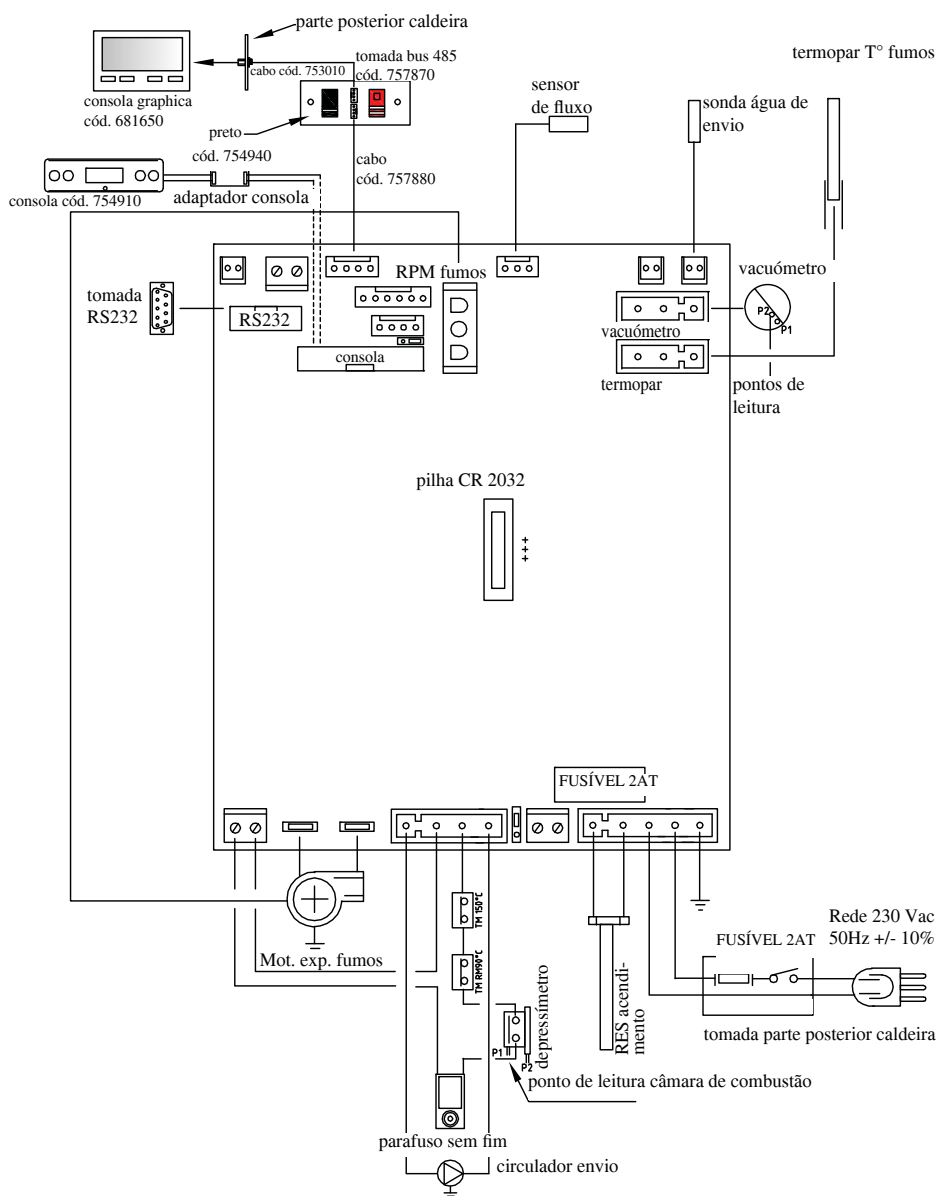 parte posterior caldeira
tomada bus 485
cód. 757870
cabo cód. 753010
termopar T° fumos
consola graphica
cód. 681650
sensor
de fluxo
sonda água de
envio
preto
cód. 754940
cabo
cód. 757880
consola cód. 754910
adaptador consola
RPM fumos
vacuómetro
tomada
RS232
RS232
P2
P1
vacuómetro
consola
termopar
pontos de
leitura
pilha CR 2032
+++
FUSÍVEL 2AT
TM 150°C
TM RM90°C
Mot. exp. fumos
depressímetro
P1
P2
RES acendi-
mento
FUSÍVEL 2AT
Rede 230 Vac
50Hz +/- 10%
tomada parte posterior caldeira
ponto de leitura câmara de combustão
parafuso sem fim
circulador envio